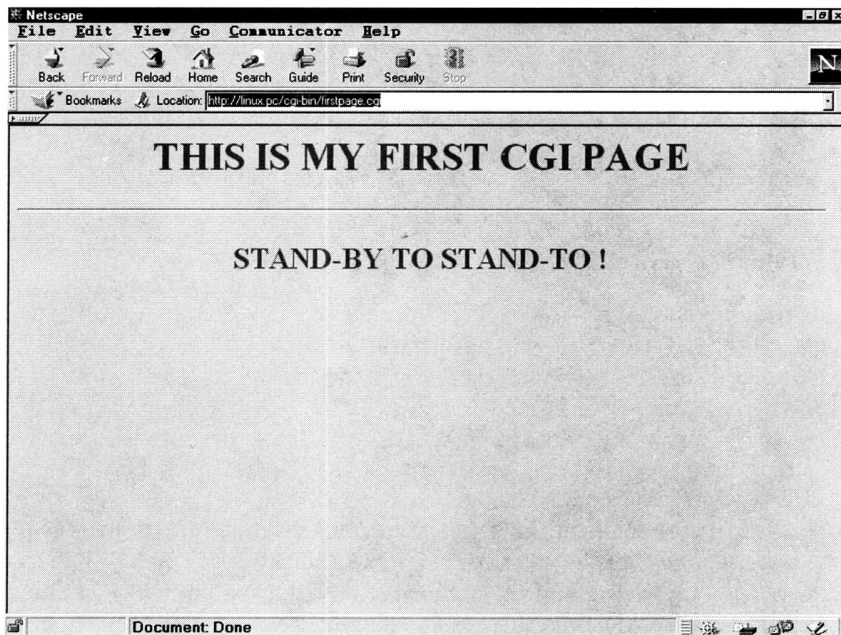 Netscape
File Edit View Go Communicator Help
Back Forward Reload Home Search Guide Print Security Stop
N
Bookmarks Location: http://linux.pc/cgi-bin/firstpage.cgi
THIS IS MY FIRST CGI PAGE
STAND-BY TO STAND-TO !
Document: Done